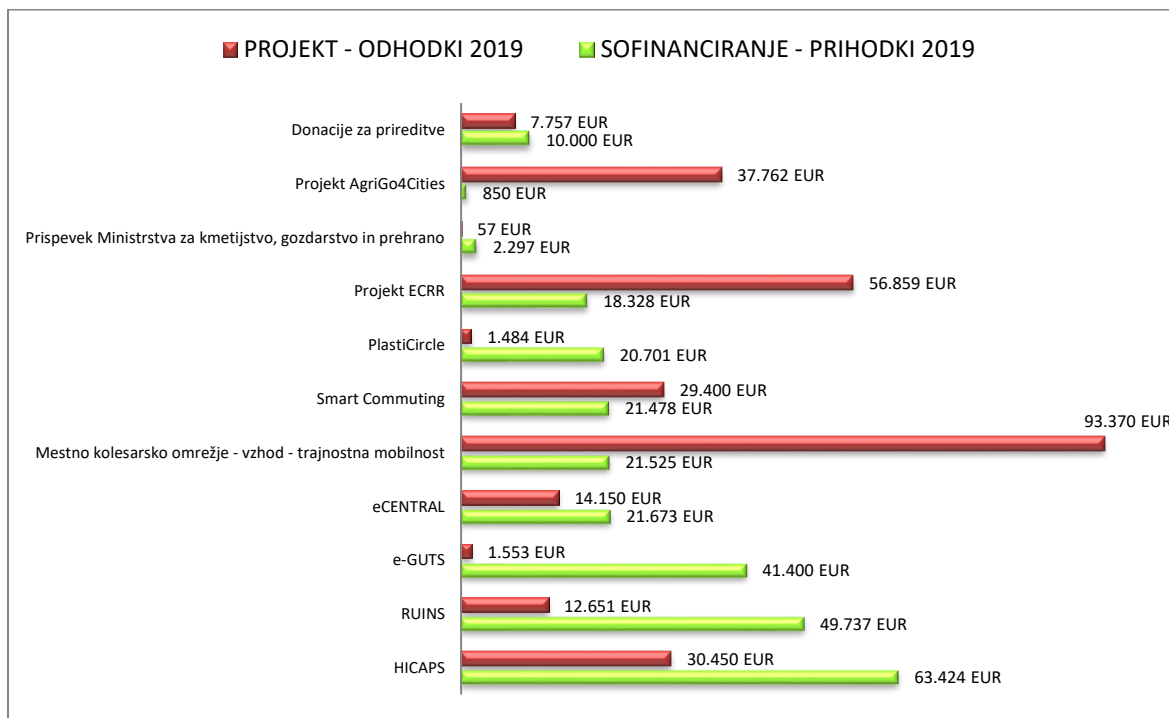 PROJEKT - ODHODKI 2019 SOFINANCIRANJE - PRIHODKI 2019
Donacije za prireditve
7.757 EUR
10.000 EUR
Projekt AgriGo4Cities
37.762 EUR
850 EUR
Prispevek Ministrstva za kmetijstvo, gozdarstvo in prehrano
57 EUR
2.297 EUR
Projekt ECRR
56.859 EUR
18.328 EUR
PlastiCircle
1.484 EUR
20.701 EUR
Smart Commuting
29.400 EUR
21.478 EUR
Mestno kolesarsko omrežje - vzhod - trajnostna mobilnost
93.370 EUR
21.525 EUR
eCENTRAL
14.150 EUR
21.673 EUR
e-GUTS
1.553 EUR
41.400 EUR
RUINS
12.651 EUR
49.737 EUR
HICAPS
30.450 EUR
63.424 EUR